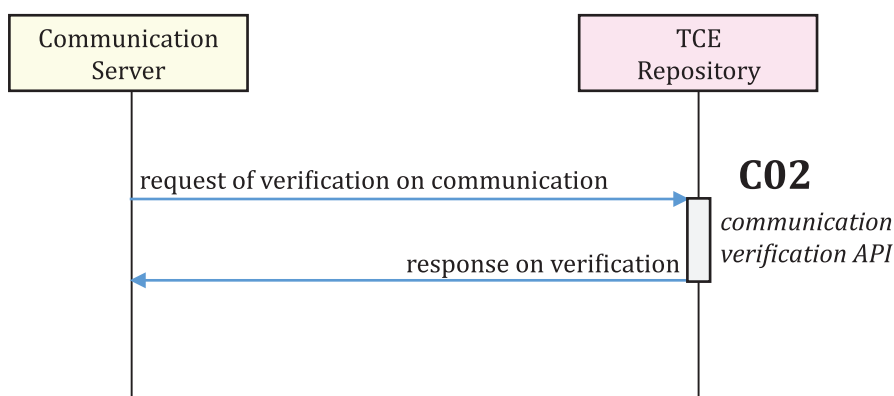 Communication
Server
TCE
Repository
request of verification on communication
C02
communication
verification API
response on verification